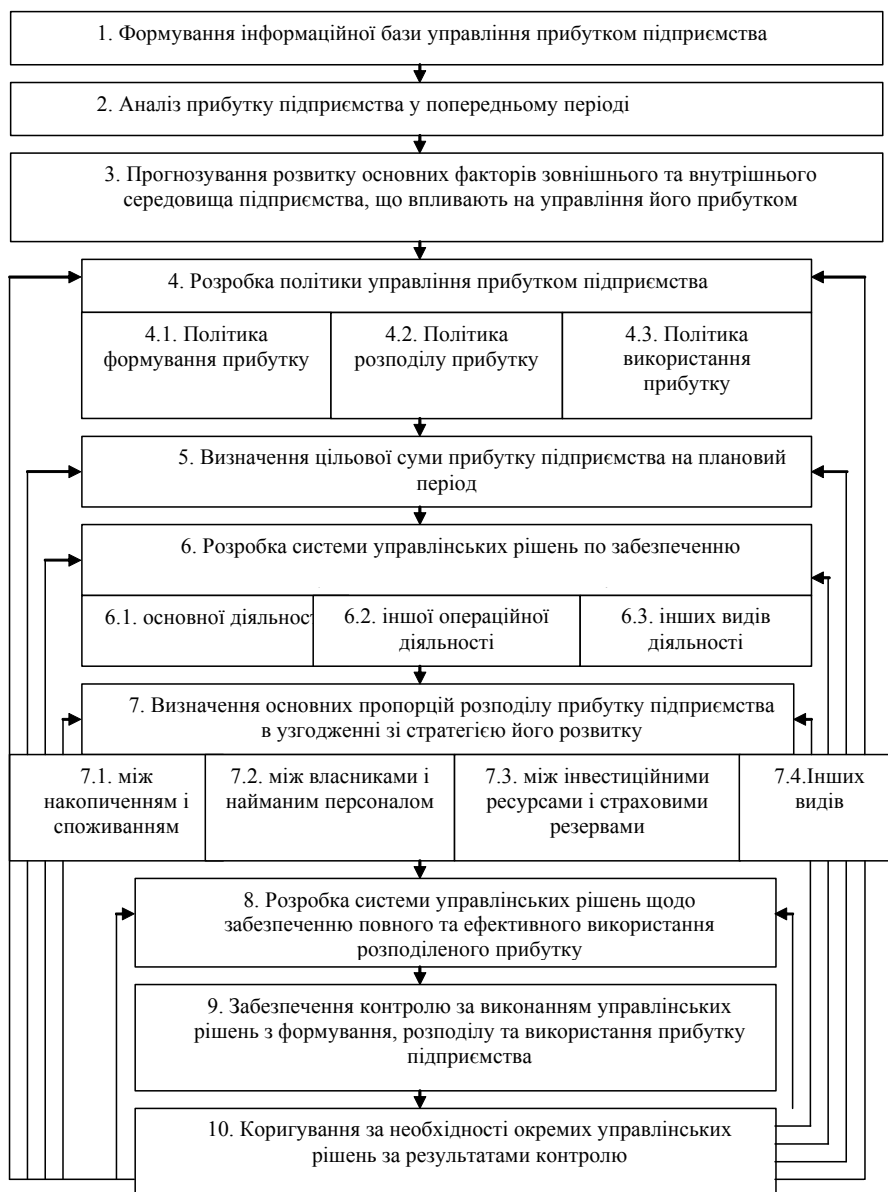 1. Формування інформаційної бази управління прибутком підприємства
2. Аналіз прибутку підприємства у попередньому періоді
3. Прогнозування розвитку основних факторів зовнішнього та внутрішнього
середовища підприємства, що впливають на управління його прибутком
4. Розробка політики управління прибутком підприємства
4.1. Політика
формування прибутку
4.2. Політика
розподілу прибутку
4.3. Політика
використання
прибутку
5. Визначення цільової суми прибутку підприємства на плановий
період
6. Розробка системи управлінських рішень по забезпеченню
6.1. основної діяльност
6.2. іншої операційної
діяльності
6.3. інших видів
діяльності
7. Визначення основних пропорцій розподілу прибутку підприємства
в узгодженні зі стратегією його розвитку
7.1. між
накопиченням і
споживанням
7.2. між власниками і
найманим персоналом
7.3. між інвестиційними
ресурсами і страховими
резервами
7.4.Інших
видів
8. Розробка системи управлінських рішень щодо
забезпеченню повного та ефективного використання
розподіленого прибутку
9. Забезпечення контролю за виконанням управлінських
рішень з формування, розподілу та використання прибутку
підприємства
10. Коригування за необхідності окремих управлінських
рішень за результатами контролю